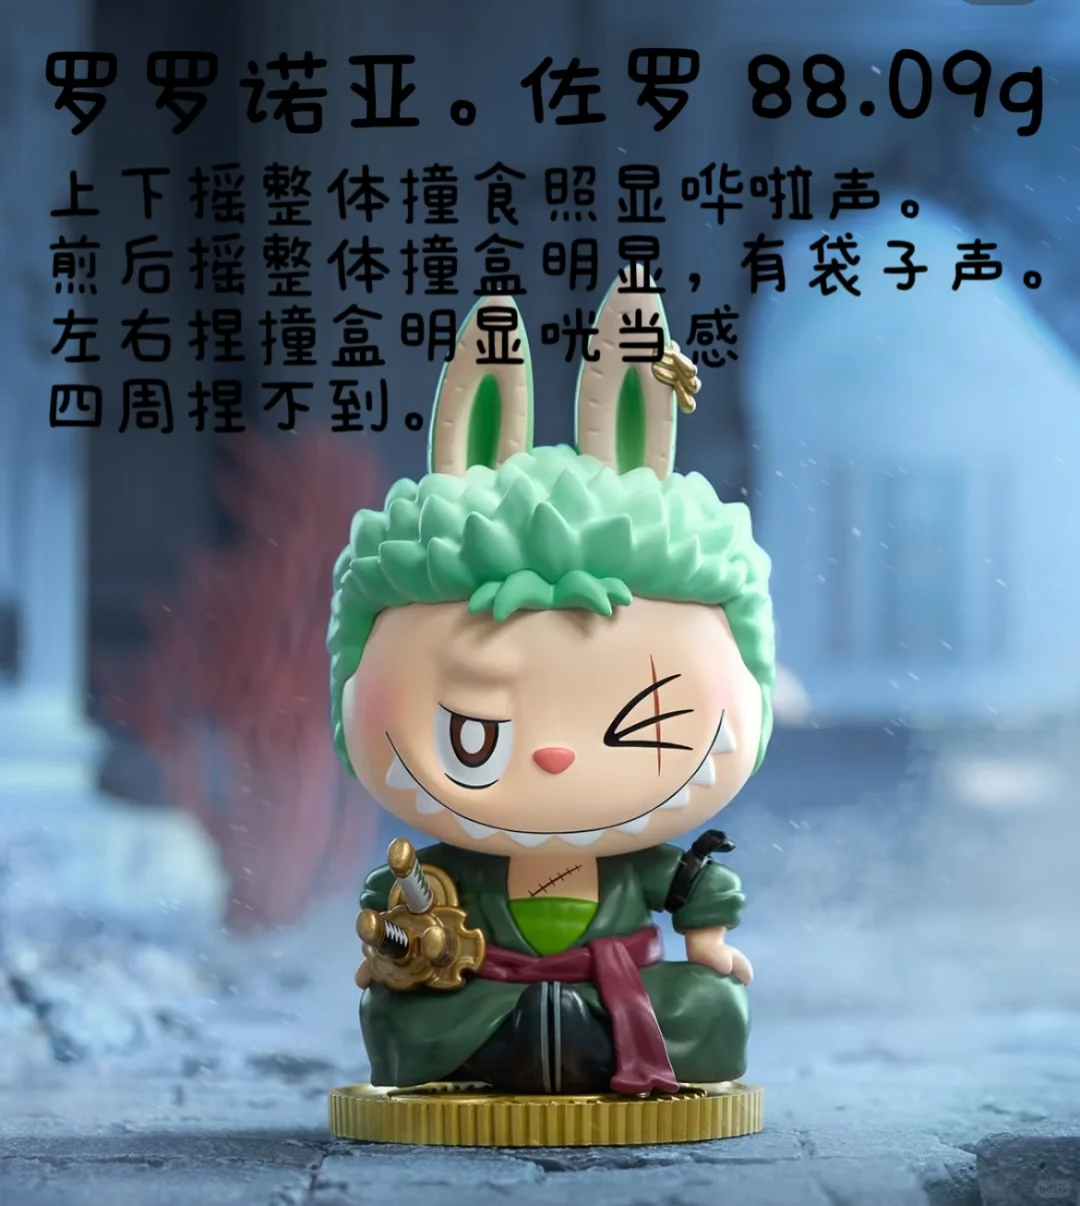 罗罗诺亚。佐罗 88.09g
上下摇整体撞食照显哗啦声。
煎后摇整体撞盒明显，有袋子声。
左右捏撞盒明显咣当感
四周捏不到。